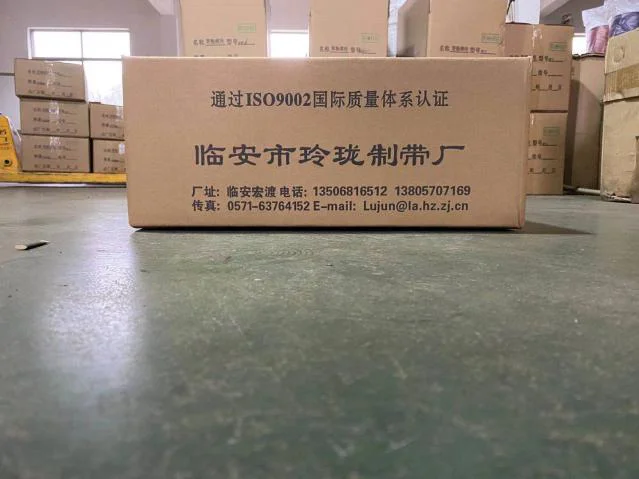 通过ISO9002国际质量体系认证
临安市玲珑制带厂
厂址: 临安宏渡 电话: 13506816512 13805707169
传真: 0571-63764152 E-mail: Lujun@la.hz.zj.cn